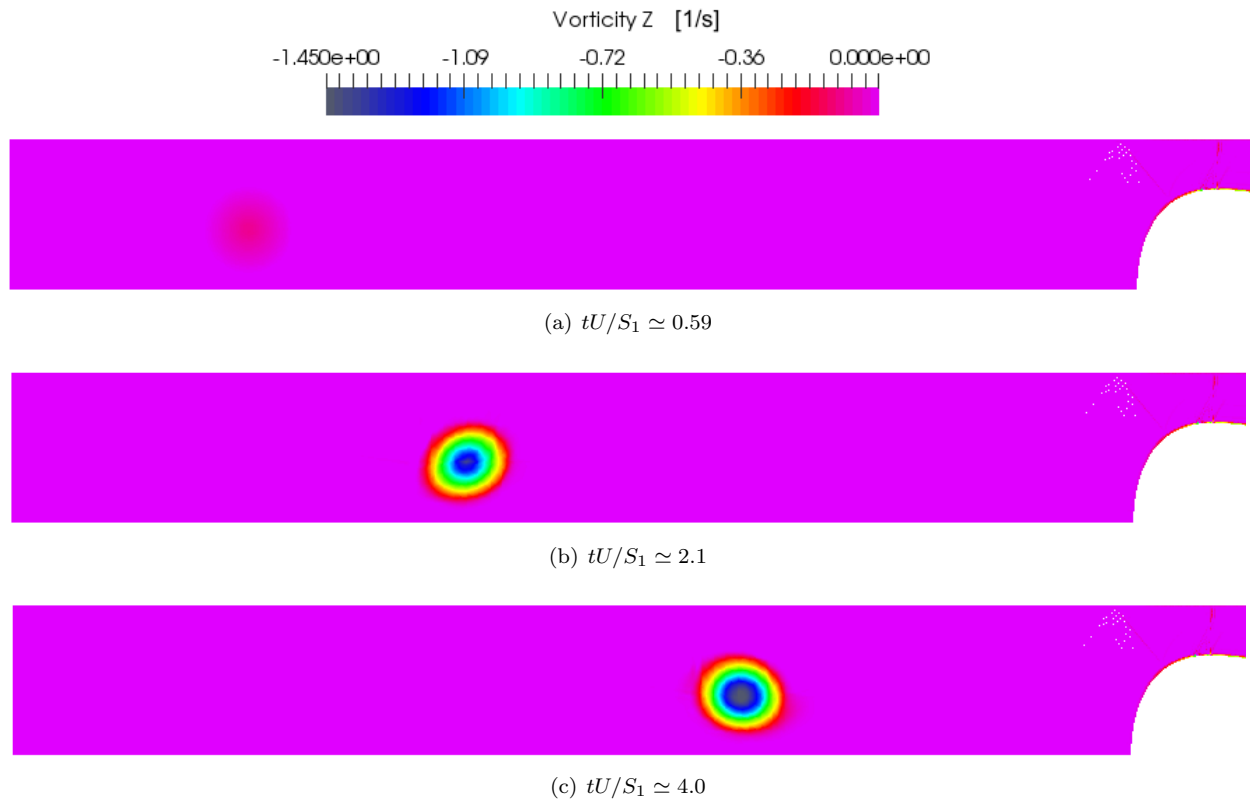 Vorticity Z [1/s]
-1.450e+00 -1.09 -0.72 -0.36 0.000e+00
(a) tU/S₁ ≃ 0.59
(b) tU/S₁ ≃ 2.1
(c) tU/S₁ ≃ 4.0